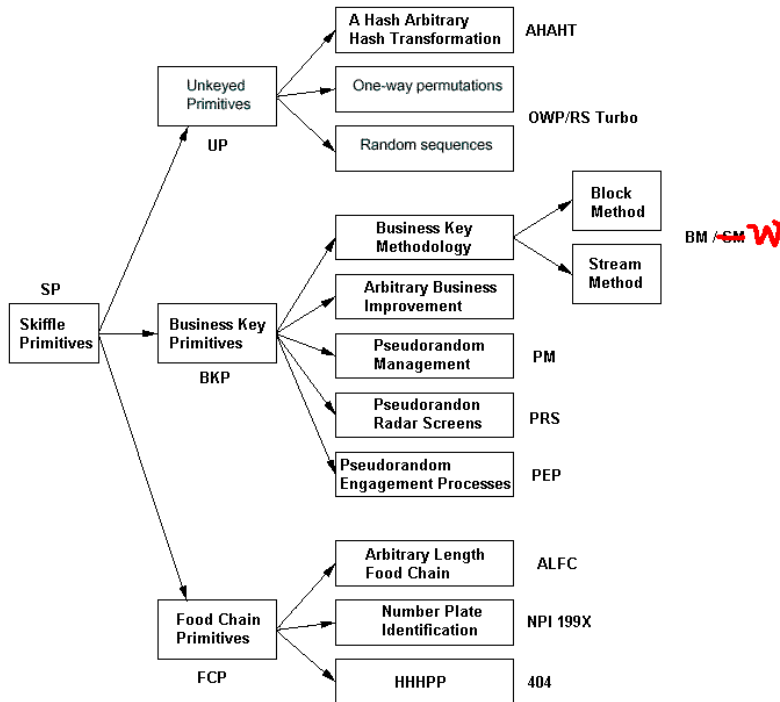 A Hash Arbitrary
Hash Transformation
AHAHT
Unkeyed
Primitives
UP
One-way permutations
OWP/RS Turbo
Random sequences
Block
Method
Business Key
Methodology
BM / SM W
Stream
Method
SP
Skiffle
Primitives
Business Key
Primitives
BKP
Arbitrary Business
Improvement
Pseudorandom
Management
PM
Pseudorandon
Radar Screens
PRS
Pseudorandom
Engagement Processes
PEP
Arbitrary Length
Food Chain
ALFC
Food Chain
Primitives
FCP
Number Plate
Identification
NPI 199X
HHHPP
404